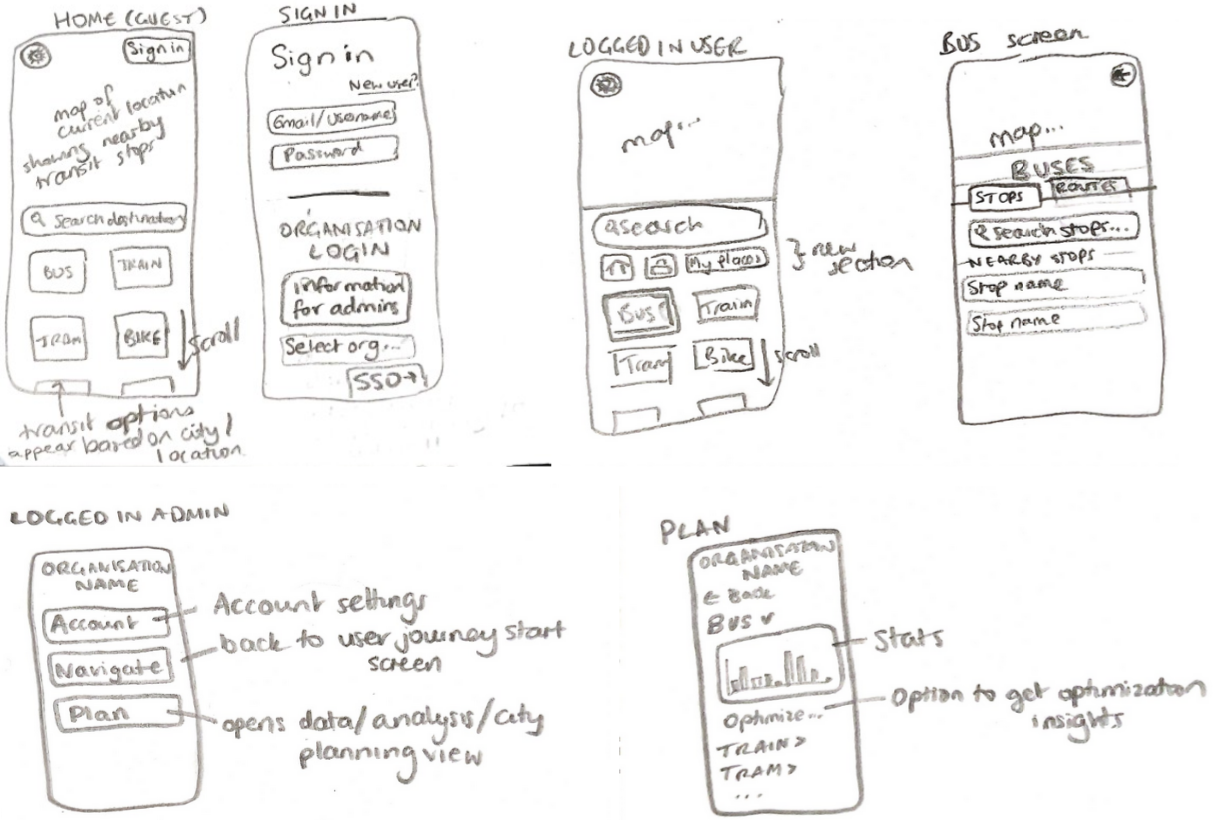 HOME (GUEST)
Sign in
map of
current location
showing nearby
transit stops
Search destination
BUS
TRAIN
TRAM
BIKE
scroll
transit options
appear based on city/
location
SIGN IN
Sign in
New user?
Email/Username
Password
ORGANISATION
LOGIN
information
for admins
Select org...
SSO→
LOGGED IN USER
map...
search
My places
} new
section
Bus
Train
Tram
Bike
scroll
BUS screen
map...
BUSES
STOPS
ROUTES
search stops...
NEARBY STOPS
Stop name
Stop name
LOGGED IN ADMIN
ORGANISATION
NAME
Account
Navigate
Plan
Account settings
back to user journey start
screen
opens data/analysis/city
planning view
PLAN
ORGANISATION
NAME
← Back
BUS ∨
Optimize...
TRAIN >
TRAM >
...
Stats
Option to get optimization
insights